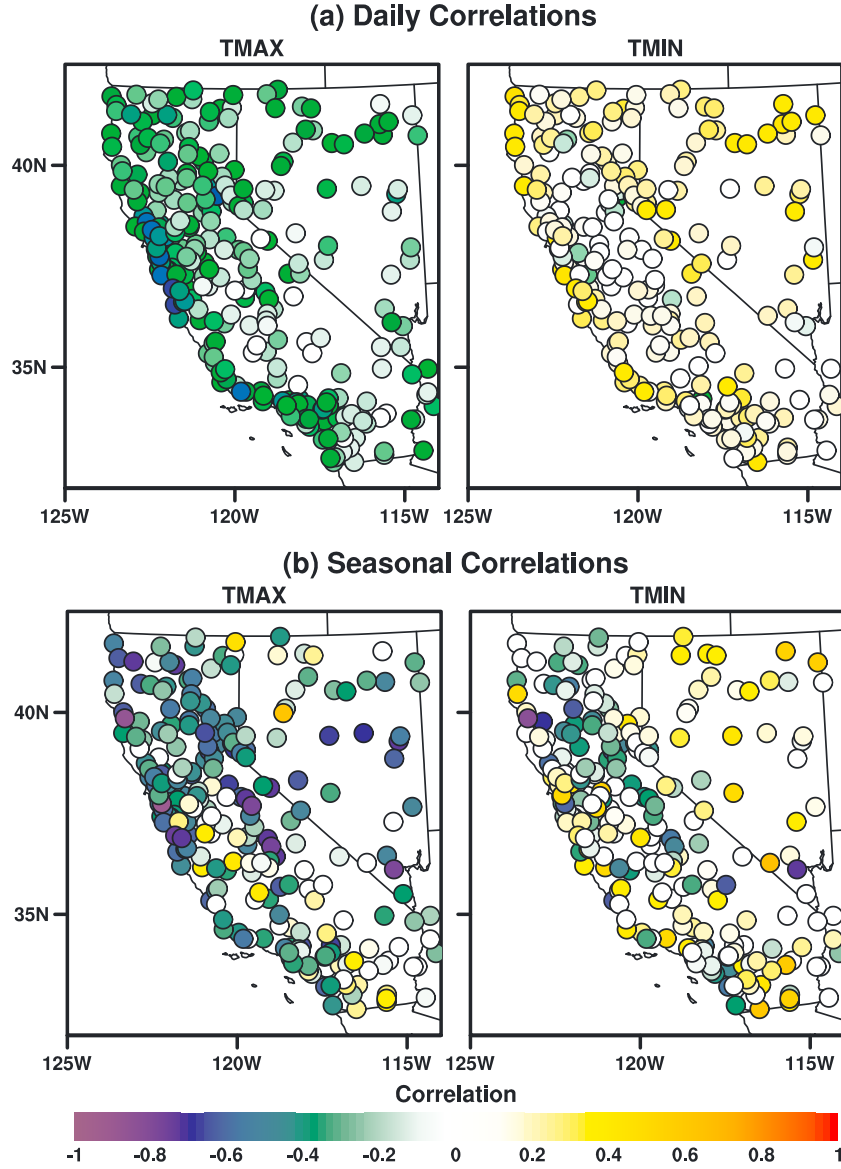 (a) Daily Correlations
TMAX TMIN
40N
35N
125W 120W 115W 125W 120W 115W
(b) Seasonal Correlations
TMAX TMIN
40N
35N
125W 120W 115W 125W 120W 115W
Correlation
-1 -0.8 -0.6 -0.4 -0.2 0 0.2 0.4 0.6 0.8 1